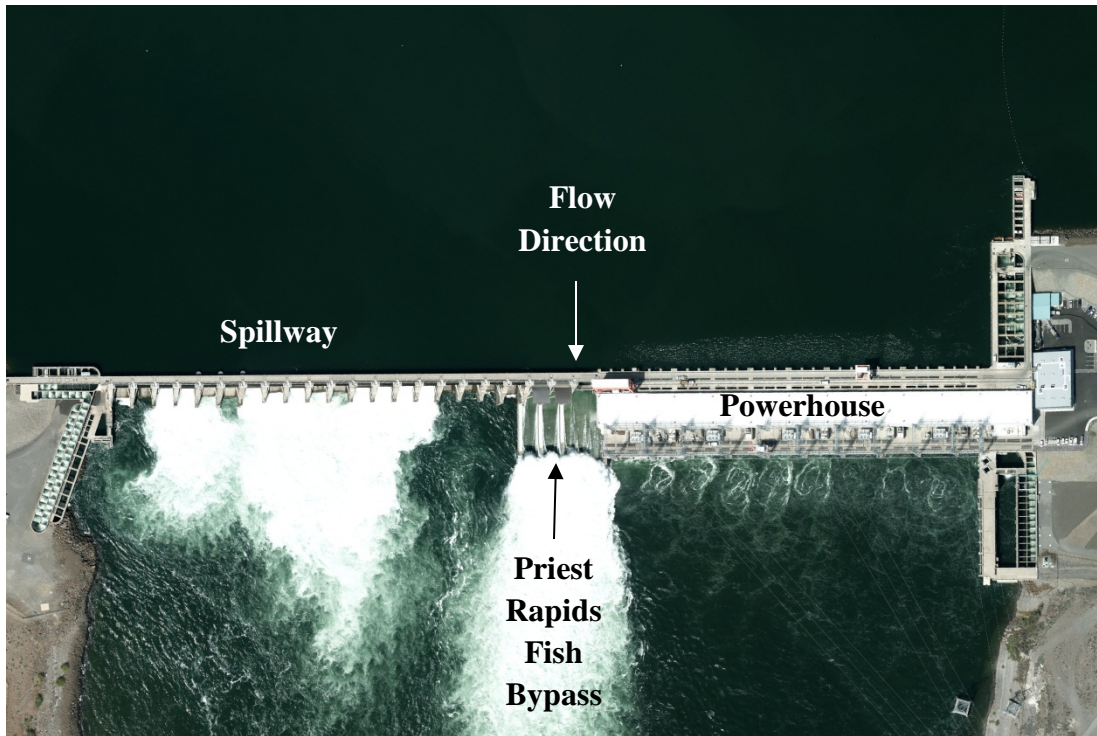 Flow
Direction
Spillway
Powerhouse
Priest
Rapids
Fish
Bypass